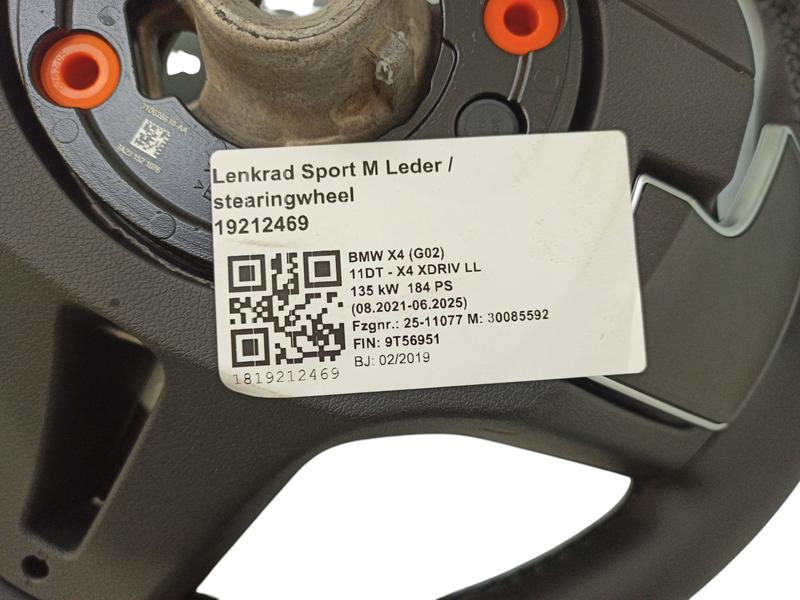 Lenkrad Sport M Leder /
stearingwheel
19212469
BMW X4 (G02)
11DT - X4 XDRIV LL
135 kW 184 PS
(08.2021-06.2025)
Fzgnr.: 25-11077 M: 30085592
FIN: 9T56951
BJ: 02/2019
1819212469